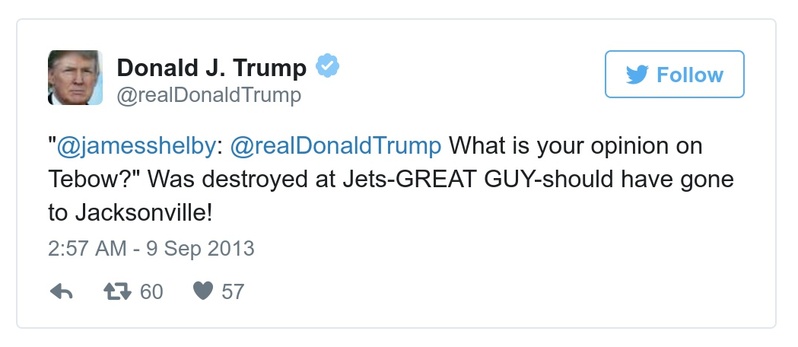 Donald J. Trump
@realDonaldTrump
Follow
"@jamesshelby: @realDonaldTrump What is your opinion on
Tebow?" Was destroyed at Jets-GREAT GUY-should have gone
to Jacksonville!
2:57 AM - 9 Sep 2013
60 57